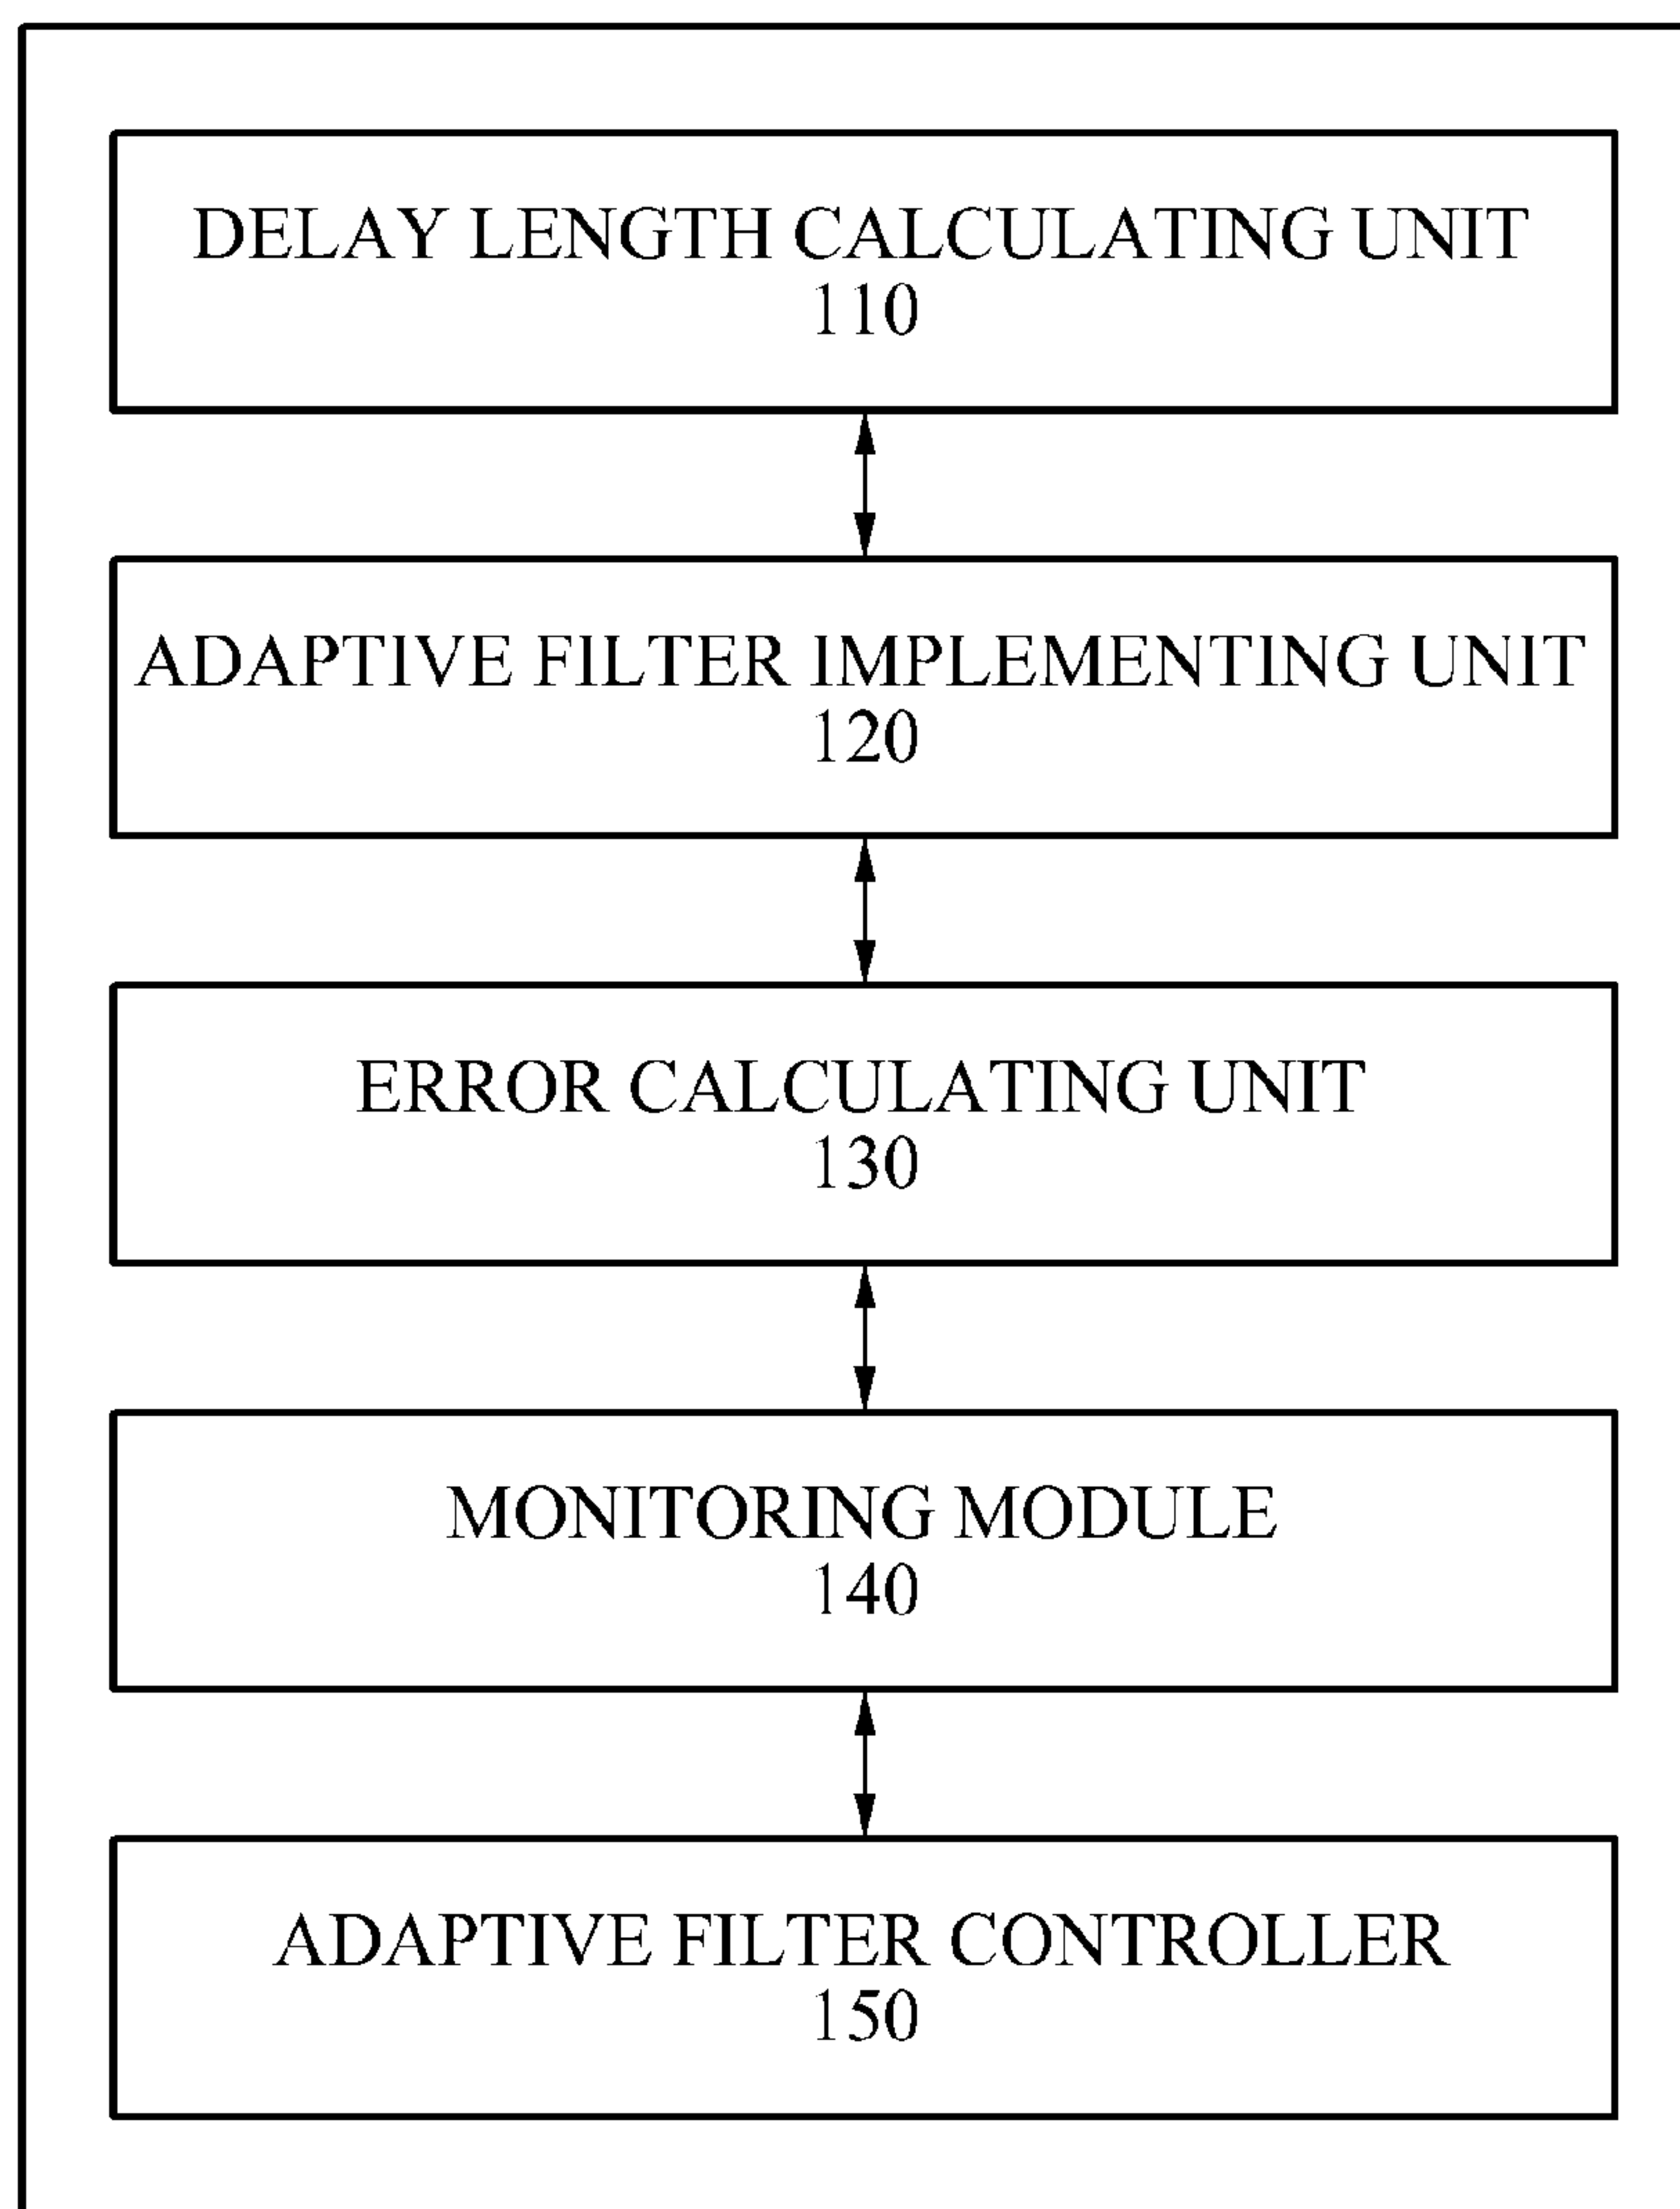 DELAY LENGTH CALCULATING UNIT
110
ADAPTIVE FILTER IMPLEMENTING UNIT
120
ERROR CALCULATING UNIT
130
MONITORING MODULE
140
ADAPTIVE FILTER CONTROLLER
150